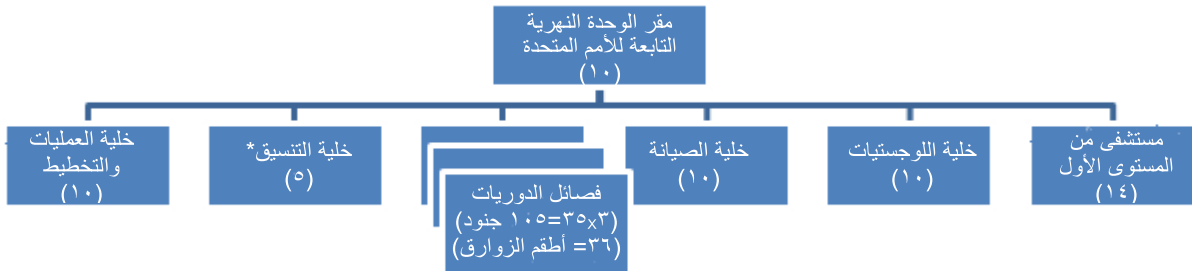 مقر الوحدة النهرية
التابعة للأمم المتحدة
(١٠)
مستشفى من
المستوى الأول
(١٤)
خلية اللوجستيات
(١٠)
خلية الصيانة
(١٠)
فصائل الدوريات
(٣x٣٥=١٠٥ جنود)
(٣٦= أطقم الزوارق)
خلية التنسيق*
(٥)
خلية العمليات
والتخطيط
(١٠)